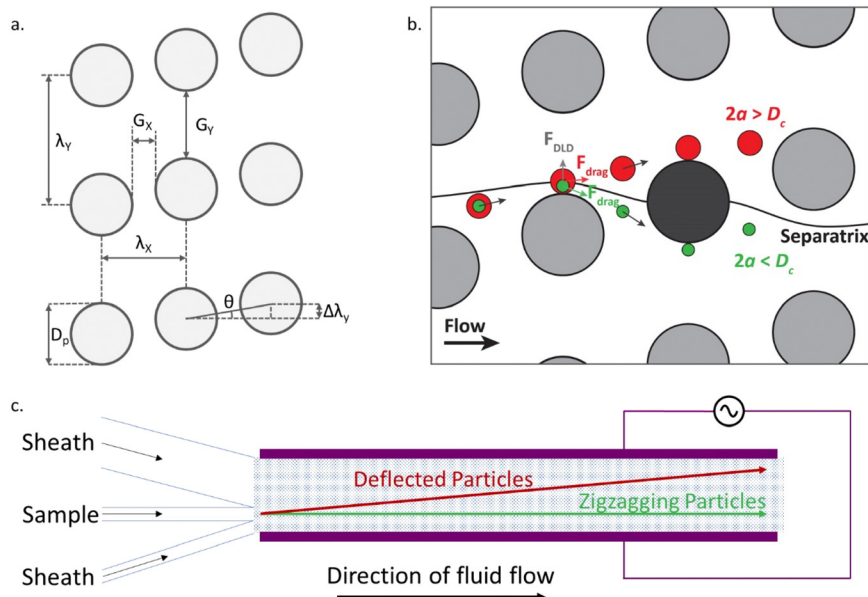 a.
λY
GX
GY
λX
θ
Δλy
Dp
b.
2a > Dc
FDLD
Fdrag
Fdrag
Separatrix
2a < Dc
Flow
c.
Sheath
Sample
Sheath
Deflected Particles
Zigzagging Particles
Direction of fluid flow